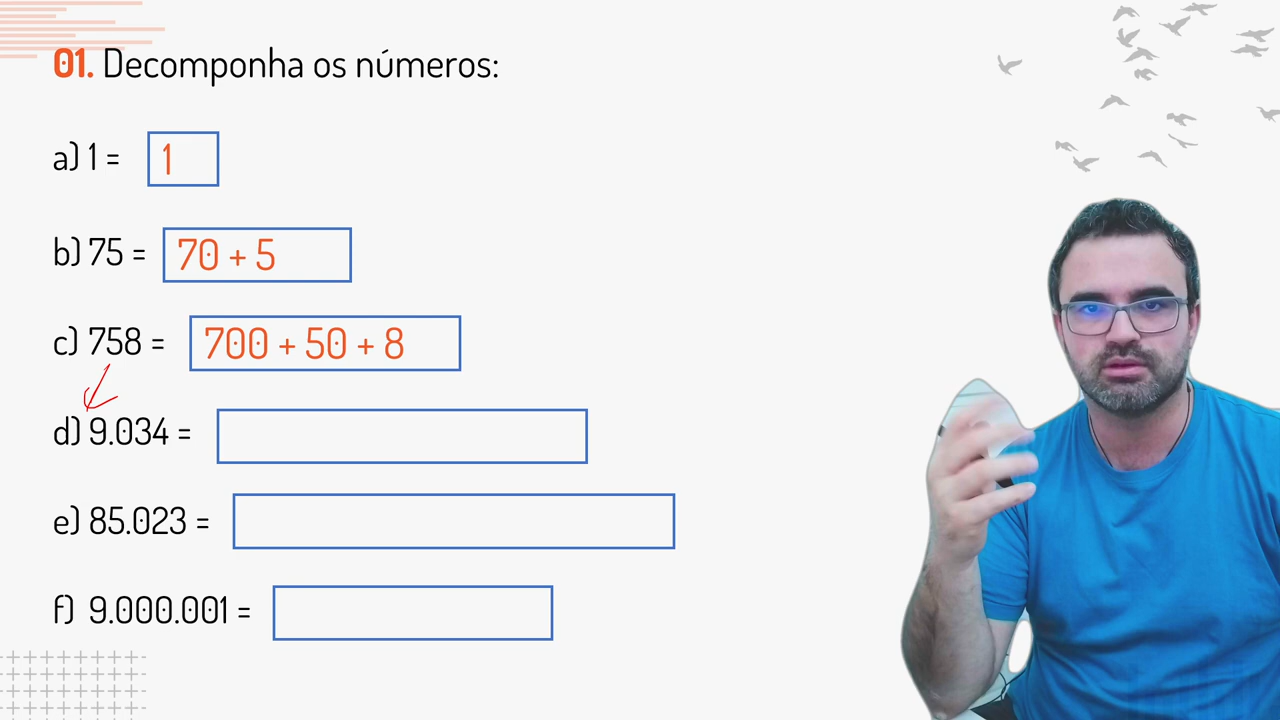 01. Decomponha os números:
a) 1 = 1
b) 75 = 70 + 5
c) 758 = 700 + 50 + 8
d) 9.034 =
e) 85.023 =
f) 9.000.001 =